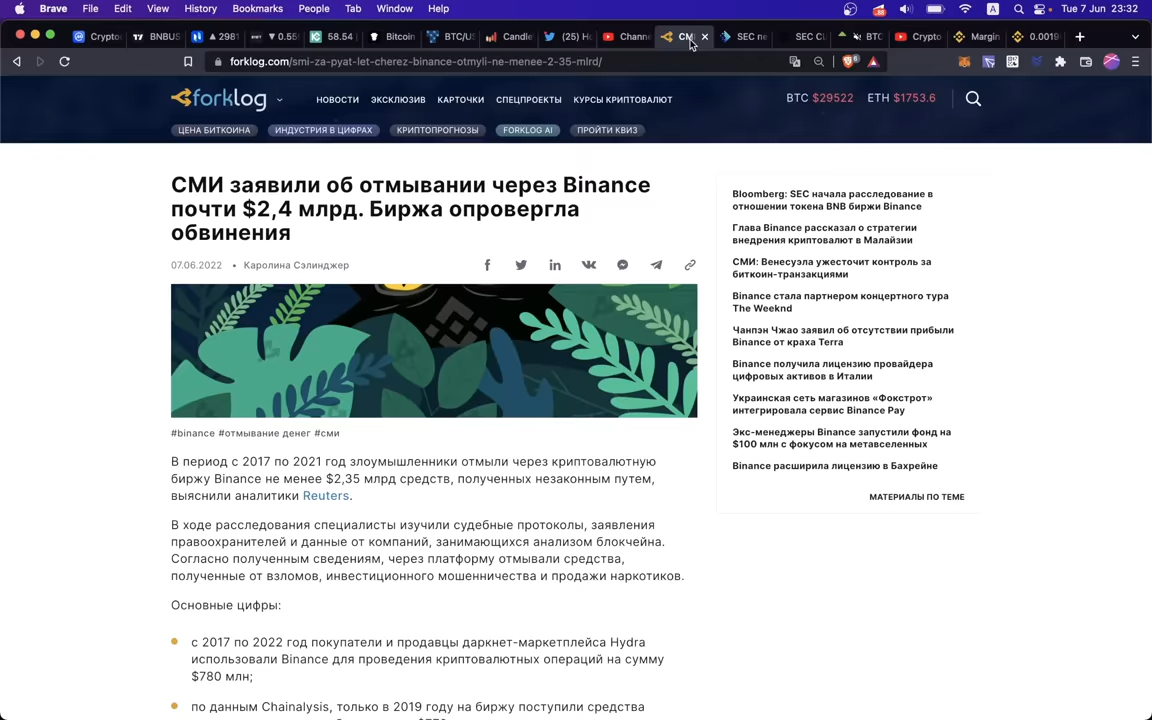 Brave File Edit View History Bookmarks People Tab Window Help A Tue 7 Jun 23:32
Crypto BNBUS 2981 0.55 58.54 Bitcoin BTC/US Candle (25) H Chann СМ SEC ne SEC CL BTC Crypto Margin 0.0019
forklog.com/smi-za-pyat-let-cherez-binance-otmyli-ne-menee-2-35-mlrd/
forklog НОВОСТИ ЭКСКЛЮЗИВ КАРТОЧКИ СПЕЦПРОЕКТЫ КУРСЫ КРИПТОВАЛЮТ BTC $29522 ETH $1753.6
ЦЕНА БИТКОИНА ИНДУСТРИЯ В ЦИФРАХ КРИПТОПРОГНОЗЫ FORKLOG AI ПРОЙТИ КВИЗ
СМИ заявили об отмывании через Binance
почти $2,4 млрд. Биржа опровергла
обвинения
07.06.2022 • Каролина Сэлинджер
#binance #отмывание денег #сми
В период с 2017 по 2021 год злоумышленники отмыли через криптовалютную
биржу Binance не менее $2,35 млрд средств, полученных незаконным путем,
выяснили аналитики Reuters.
В ходе расследования специалисты изучили судебные протоколы, заявления
правоохранителей и данные от компаний, занимающихся анализом блокчейна.
Согласно полученным сведениям, через платформу отмывали средства,
полученные от взломов, инвестиционного мошенничества и продажи наркотиков.
Основные цифры:
с 2017 по 2022 год покупатели и продавцы даркнет-маркетплейса Hydra
использовали Binance для проведения криптовалютных операций на сумму
$780 млн;
по данным Chainalysis, только в 2019 году на биржу поступили средства
Bloomberg: SEC начала расследование в
отношении токена BNB биржи Binance
Глава Binance рассказал о стратегии
внедрения криптовалют в Малайзии
СМИ: Венесуэла ужесточит контроль за
биткоин-транзакциями
Binance стала партнером концертного тура
The Weeknd
Чанпэн Чжао заявил об отсутствии прибыли
Binance от краха Terra
Binance получила лицензию провайдера
цифровых активов в Италии
Украинская сеть магазинов «Фокстрот»
интегрировала сервис Binance Pay
Экс-менеджеры Binance запустили фонд на
$100 млн с фокусом на метавселенных
Binance расширила лицензию в Бахрейне
МАТЕРИАЛЫ ПО ТЕМЕ